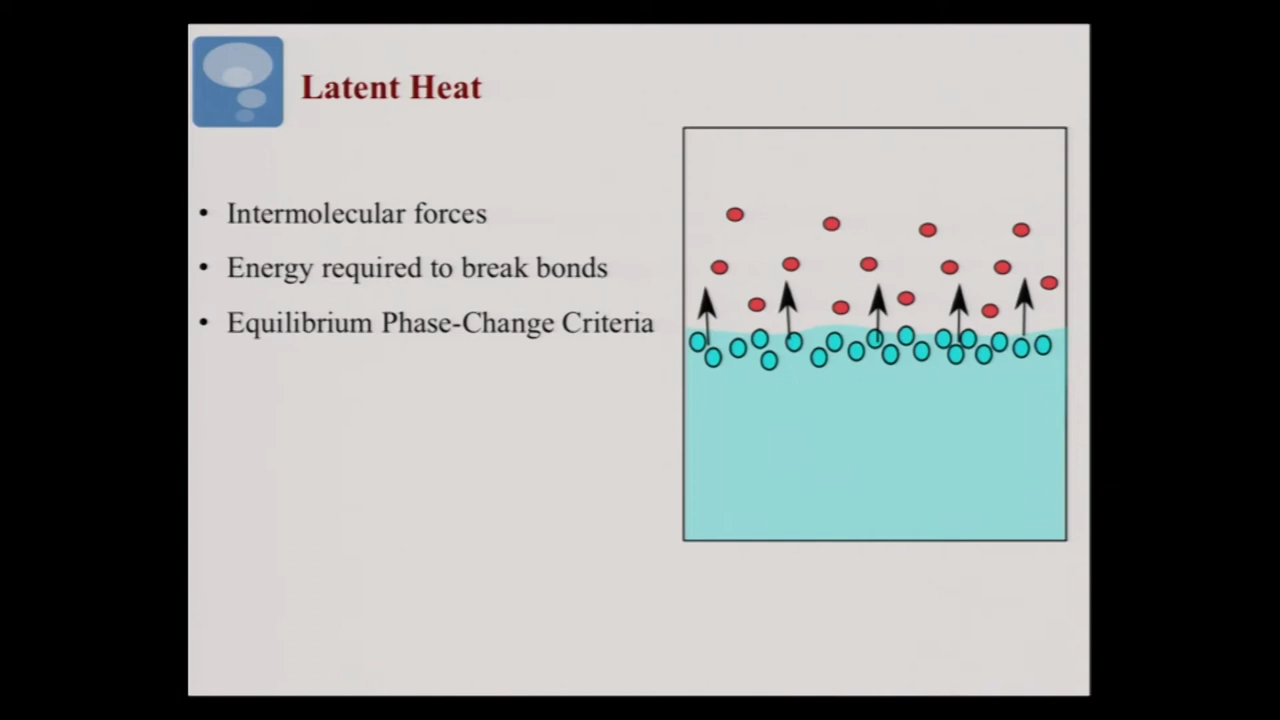 Latent Heat
• Intermolecular forces
• Energy required to break bonds
• Equilibrium Phase-Change Criteria